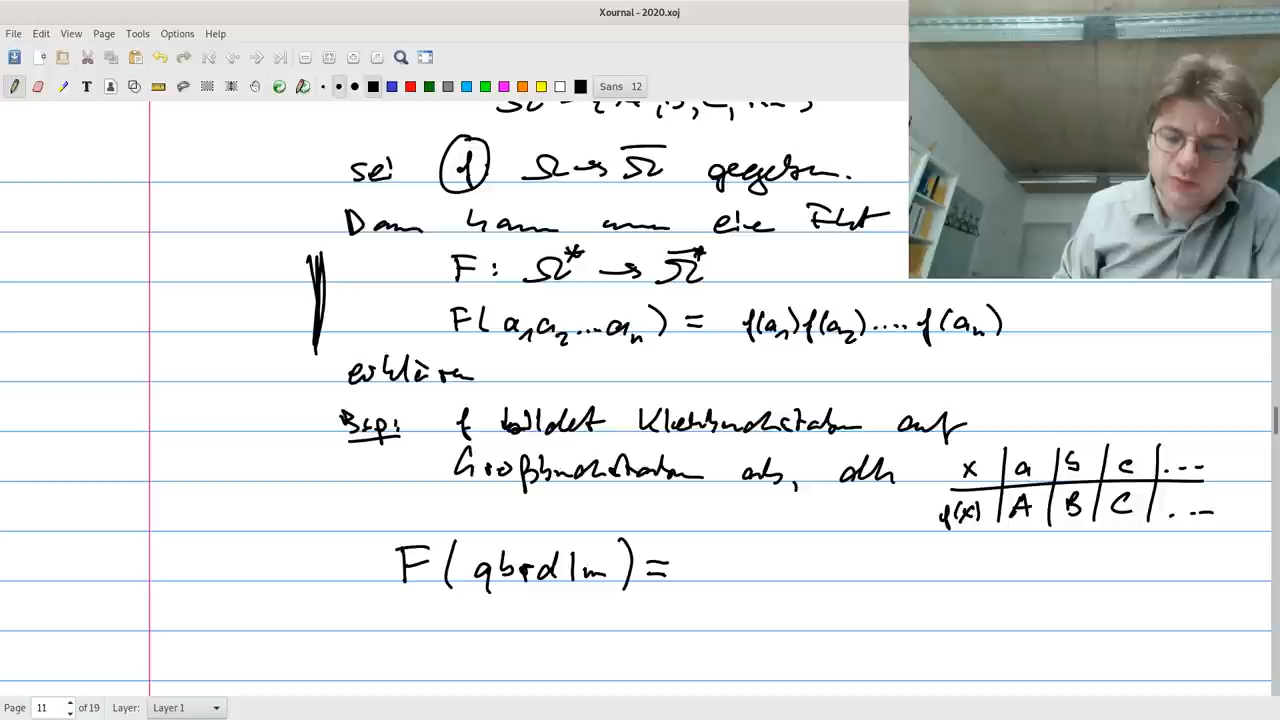 Xournal - 2020.xoj
File Edit View Page Tools Options Help
Sans 12
sei f Ω → Ω̅ gegeben.
Dann kann man eine Fkt
F : Ω* → Ω̅*
F( a₁a₂...aₙ ) = f(a₁)f(a₂)....f(aₙ)
erklären
Bsp: f bildet Kleinbuchstaben auf
Großbuchstaben ab, also
x | a | b | c | ...
f(x) | A | B | C | ...
F( qbrdlm ) =
Page 11 of 19 Layer: Layer 1